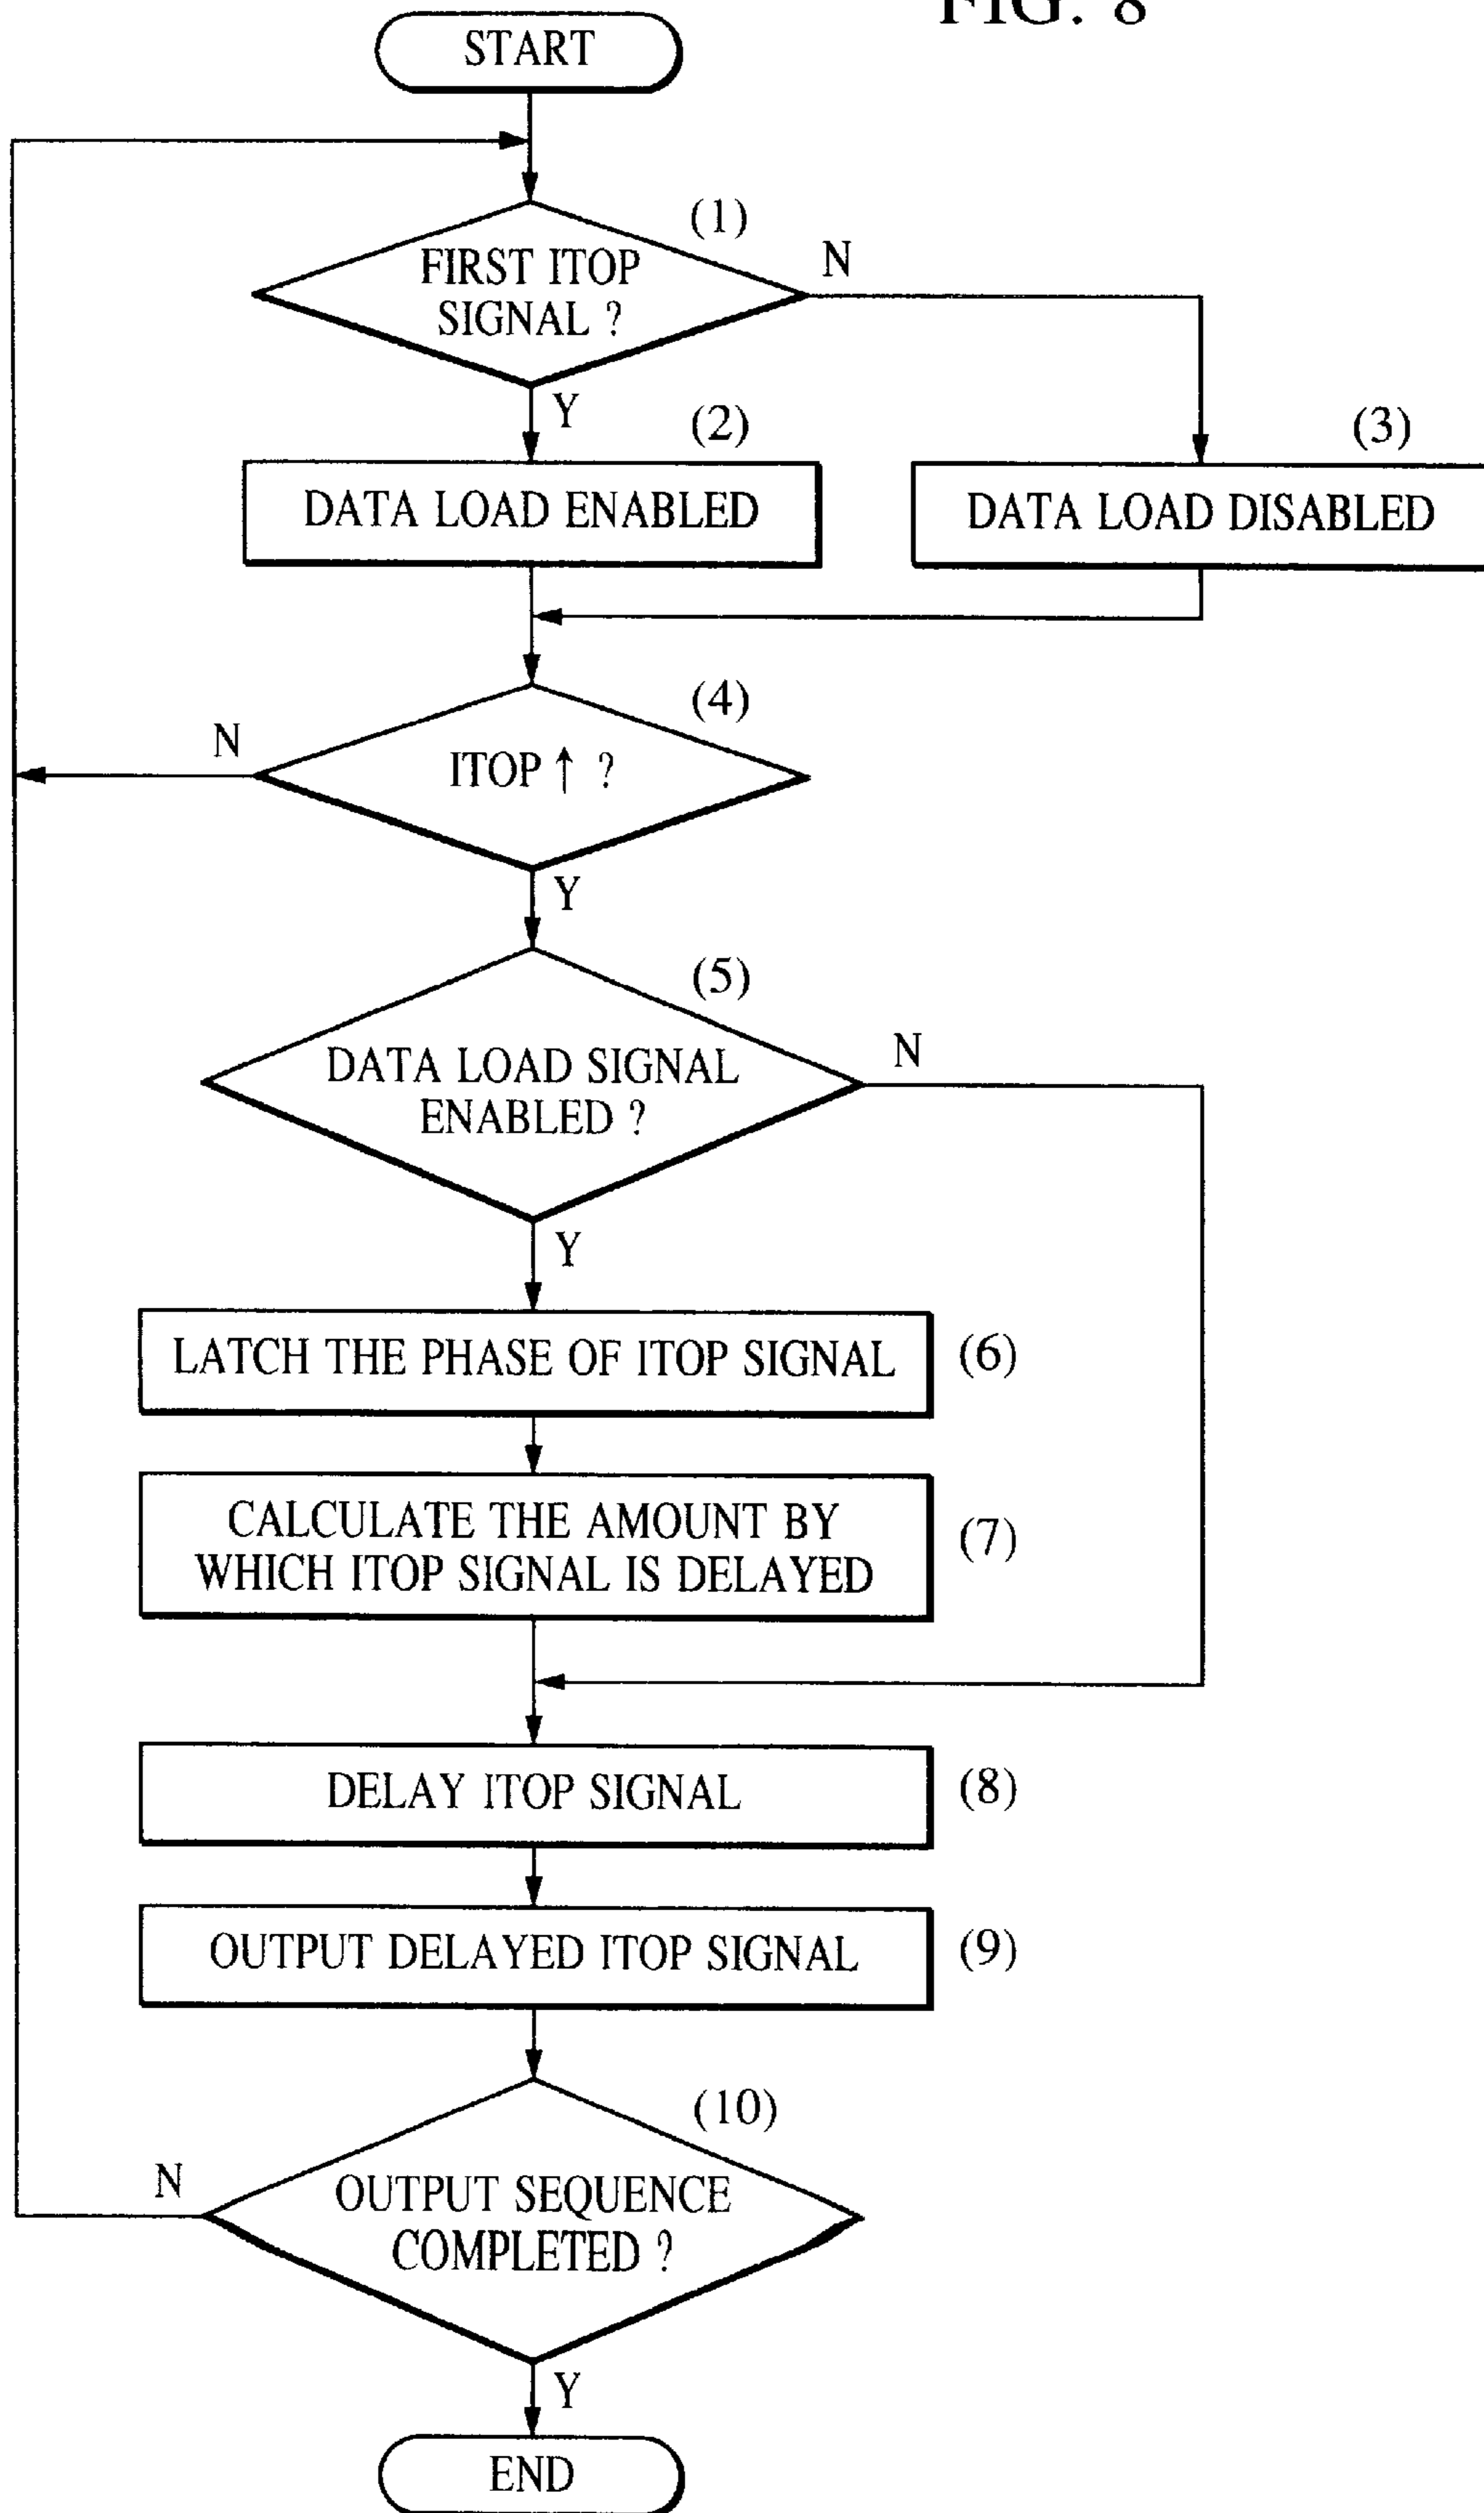 FIG. 8
START
(1)
FIRST ITOP
SIGNAL ?
N
Y
(2)
DATA LOAD ENABLED
(3)
DATA LOAD DISABLED
(4)
N
ITOP↑ ?
Y
(5)
DATA LOAD SIGNAL
ENABLED ?
N
Y
LATCH THE PHASE OF ITOP SIGNAL
(6)
CALCULATE THE AMOUNT BY
WHICH ITOP SIGNAL IS DELAYED
(7)
DELAY ITOP SIGNAL
(8)
OUTPUT DELAYED ITOP SIGNAL
(9)
(10)
N
OUTPUT SEQUENCE
COMPLETED ?
Y
END